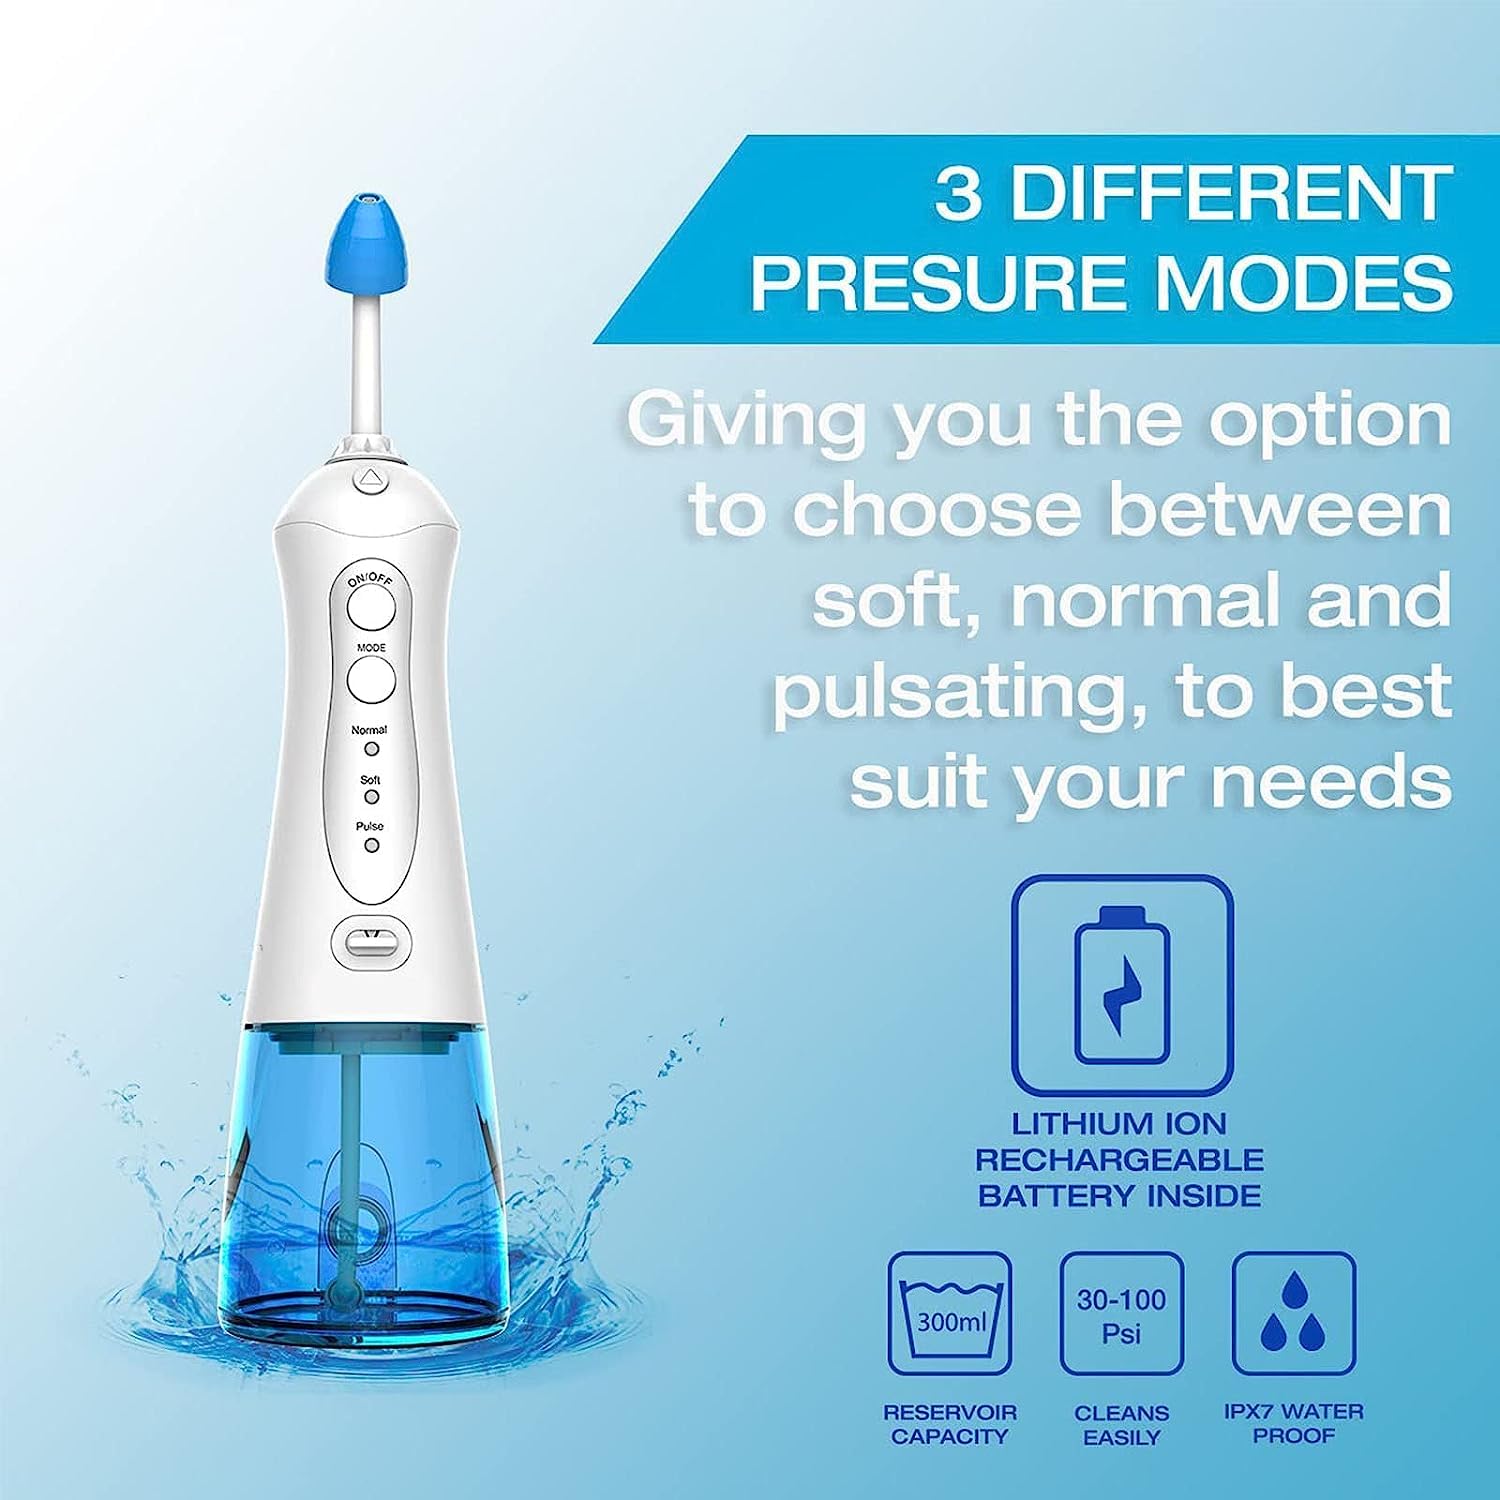 3 DIFFERENT
PRESURE MODES
Giving you the option
to choose between
soft, normal and
pulsating, to best
suit your needs
ON/OFF
MODE
Normal
Soft
Pulse
LITHIUM ION
RECHARGEABLE
BATTERY INSIDE
300ml
RESERVOIR
CAPACITY
30-100
Psi
CLEANS
EASILY
IPX7 WATER
PROOF